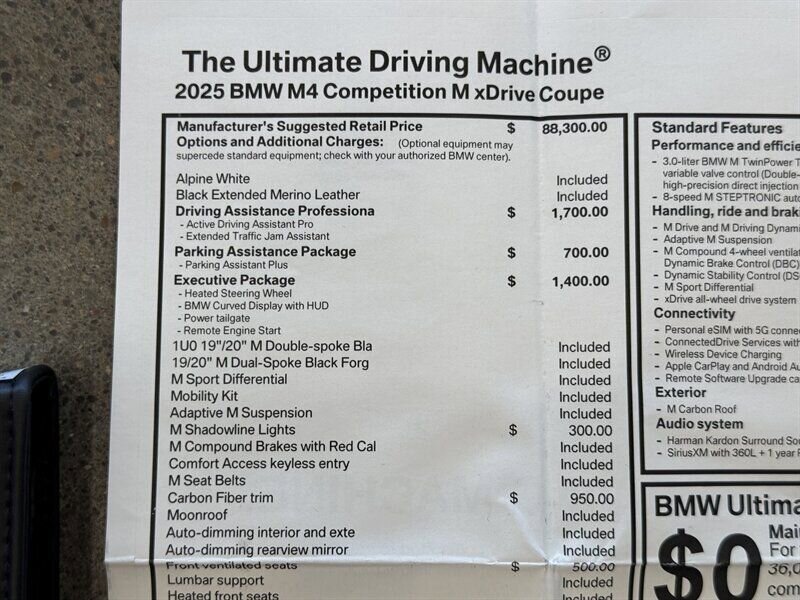 The Ultimate Driving Machine®
2025 BMW M4 Competition M xDrive Coupe
Manufacturer's Suggested Retail Price $ 88,300.00
Options and Additional Charges: (Optional equipment may
supercede standard equipment; check with your authorized BMW center).
Alpine White Included
Black Extended Merino Leather Included
Driving Assistance Professiona $ 1,700.00
- Active Driving Assistant Pro
- Extended Traffic Jam Assistant
Parking Assistance Package $ 700.00
- Parking Assistant Plus
Executive Package $ 1,400.00
- Heated Steering Wheel
- BMW Curved Display with HUD
- Power tailgate
- Remote Engine Start
1U0 19"/20" M Double-spoke Bla Included
19/20" M Dual-Spoke Black Forg Included
M Sport Differential Included
Mobility Kit Included
Adaptive M Suspension Included
M Shadowline Lights $ 300.00
M Compound Brakes with Red Cal Included
Comfort Access keyless entry Included
M Seat Belts Included
Carbon Fiber trim $ 950.00
Moonroof Included
Auto-dimming interior and exte Included
Auto-dimming rearview mirror Included
Front ventilated seats $ 500.00
Lumbar support Included
Heated front seats Included
Standard Features
Performance and efficie
- 3.0-liter BMW M TwinPower T
variable valve control (Double-
high-precision direct injection
- 8-speed M STEPTRONIC auto
Handling, ride and braki
- M Drive and M Driving Dynami
- Adaptive M Suspension
- M Compound 4-wheel ventilat
Dynamic Brake Control (DBC)
- Dynamic Stability Control (DS
- M Sport Differential
- xDrive all-wheel drive system
Connectivity
- Personal eSIM with 5G connec
- ConnectedDrive Services with
- Wireless Device Charging
- Apple CarPlay and Android Au
- Remote Software Upgrade ca
Exterior
- M Carbon Roof
Audio system
- Harman Kardon Surround Sou
- SiriusXM with 360L + 1 year
BMW Ultima
$0 Mai
For
36,0
com